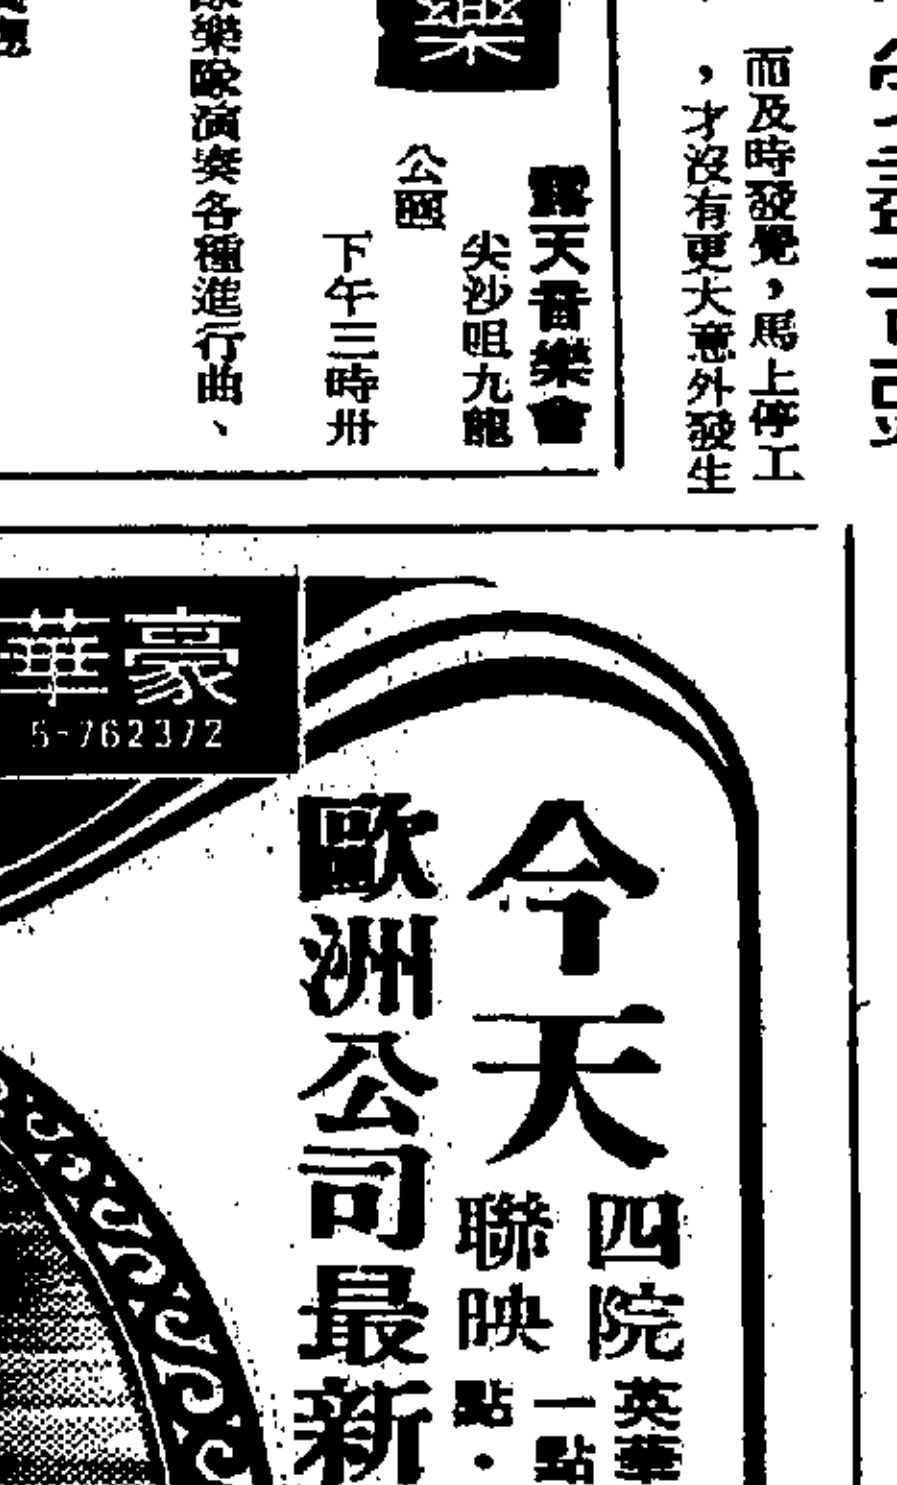 而及時發覺，馬上停工
，才沒有更大意外發生
樂
露天音樂會
尖沙咀九龍
公園
下午三時卅
樂隊演奏各種進行曲、
華豪
5-762372
今天
四院
聯映
英華
一點
點・
歐洲公司最新